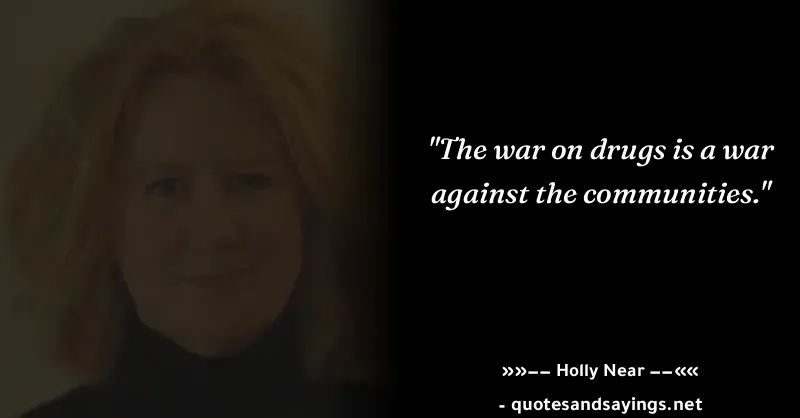 "The war on drugs is a war
against the communities."
»»−− Holly Near −−««
- quotesandsayings.net